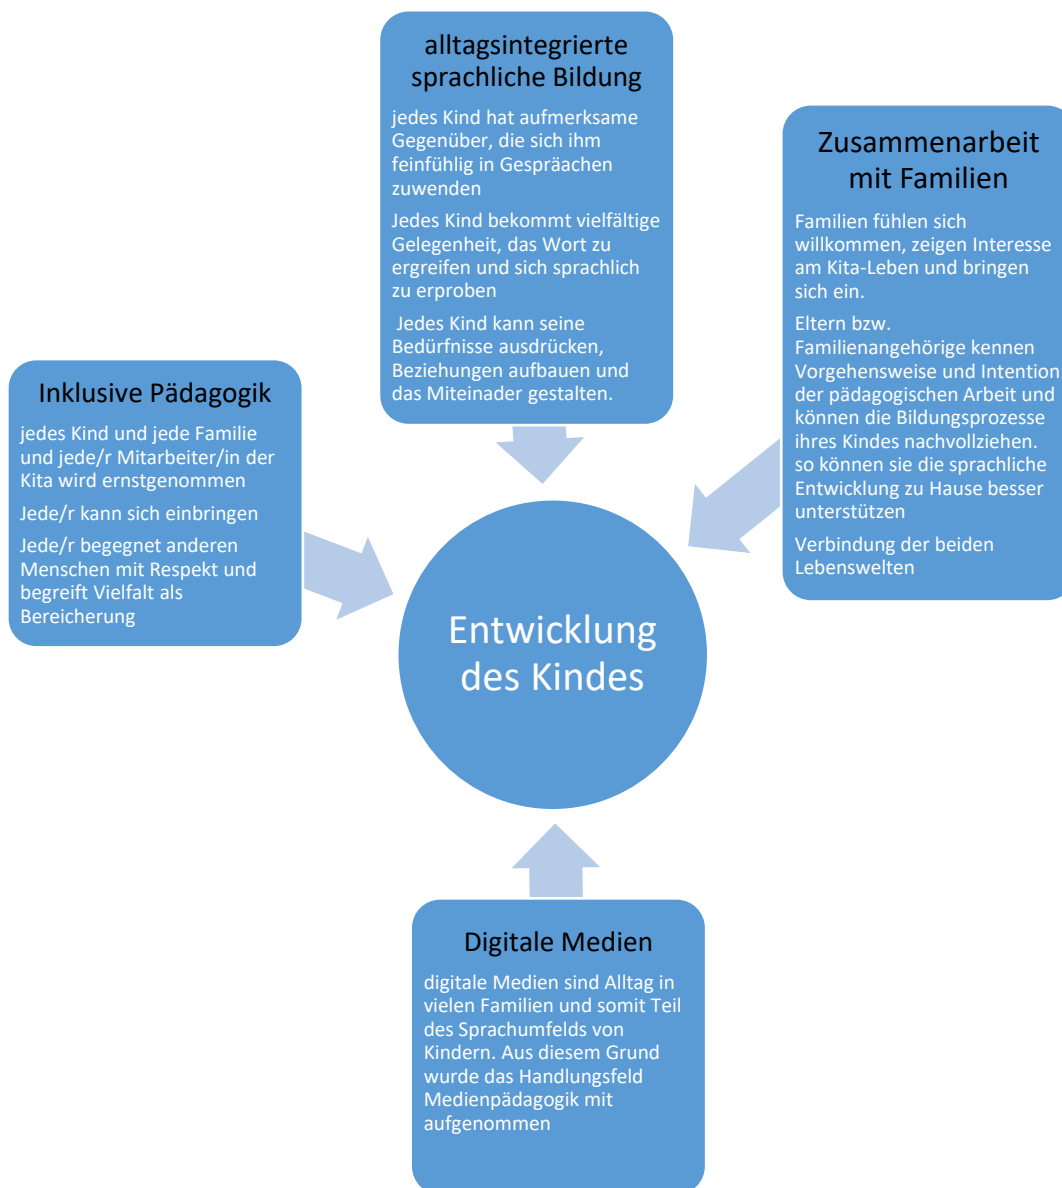 alltagsintegrierte
sprachliche Bildung
jedes Kind hat aufmerksame
Gegenüber, die sich ihm
feinfühlig in Gespräachen
zuwenden
Jedes Kind bekommt vielfältige
Gelegenheit, das Wort zu
ergreifen und sich sprachlich
zu erproben
Jedes Kind kann seine
Bedürfnisse ausdrücken,
Beziehungen aufbauen und
das Miteinader gestalten.
Zusammenarbeit
mit Familien
Familien fühlen sich
willkommen, zeigen Interesse
am Kita-Leben und bringen
sich ein.
Eltern bzw.
Familienangehörige kennen
Vorgehensweise und Intention
der pädagogischen Arbeit und
können die Bildungsprozesse
ihres Kindes nachvollziehen.
so können sie die sprachliche
Entwicklung zu Hause besser
unterstützen
Verbindung der beiden
Lebenswelten
Inklusive Pädagogik
jedes Kind und jede Familie
und jede/r Mitarbeiter/in der
Kita wird ernstgenommen
Jede/r kann sich einbringen
Jede/r begegnet anderen
Menschen mit Respekt und
begreift Vielfalt als
Bereicherung
Entwicklung
des Kindes
Digitale Medien
digitale Medien sind Alltag in
vielen Familien und somit Teil
des Sprachumfelds von
Kindern. Aus diesem Grund
wurde das Handlungsfeld
Medienpädagogik mit
aufgenommen